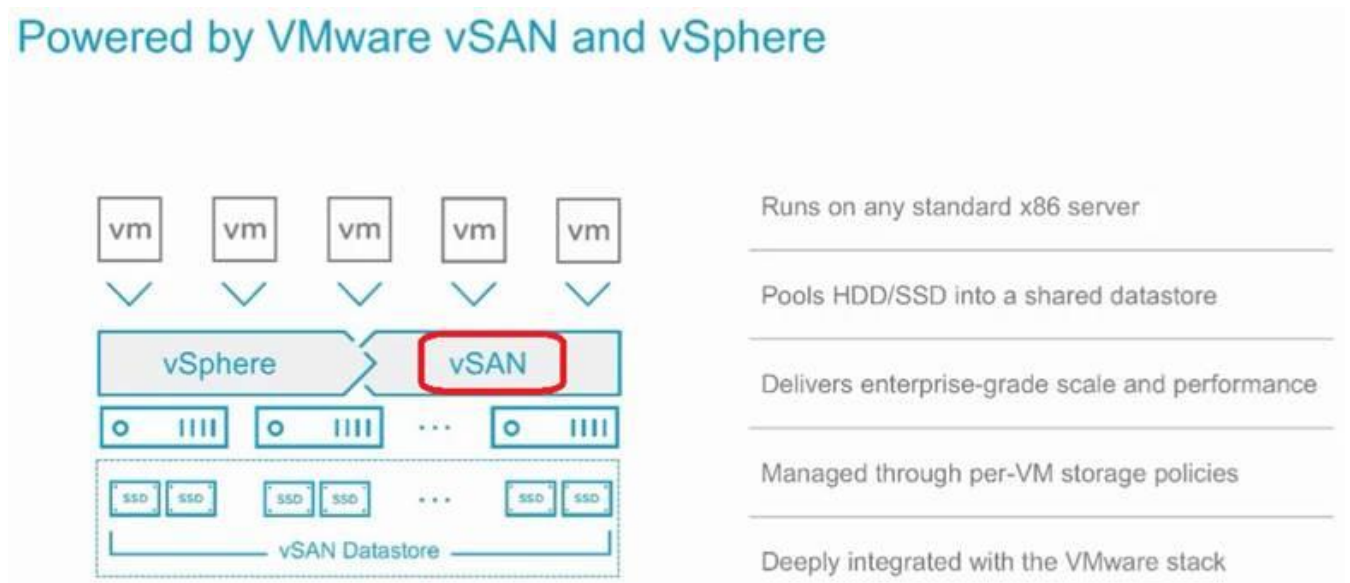 Powered by VMware vSAN and vSphere
vm vm vm vm vm
vSphere vSAN
... 
SSD SSD SSD SSD ... SSD SSD
vSAN Datastore
Runs on any standard x86 server
Pools HDD/SSD into a shared datastore
Delivers enterprise-grade scale and performance
Managed through per-VM storage policies
Deeply integrated with the VMware stack